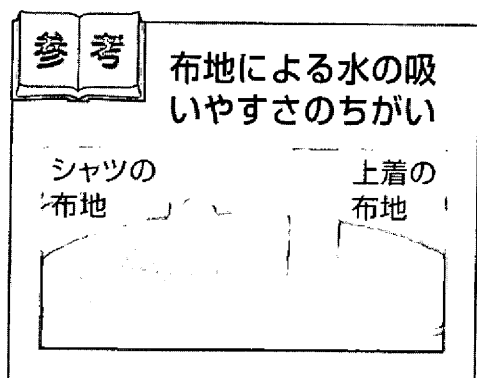 参考
布地による水の吸
いやすさのちがい
シャツの
布地
上着の
布地